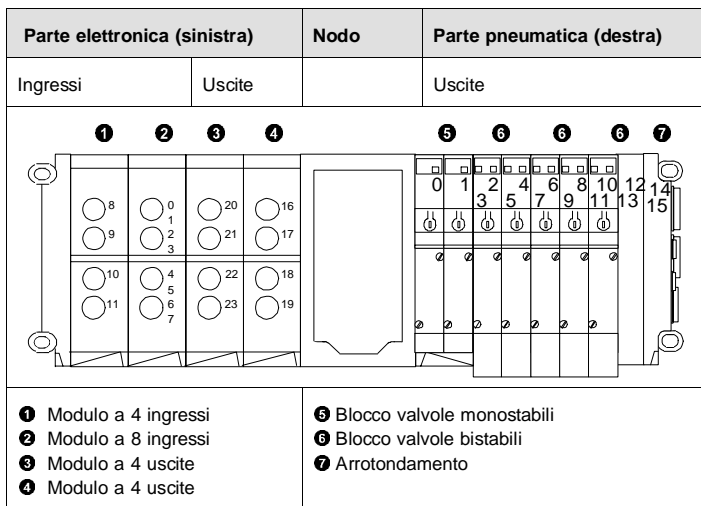 Parte elettronica (sinistra) Nodo Parte pneumatica (destra)
Ingressi Uscite Uscite
1 2 3 4 5 6 6 6 7
0 1 2 4 6 8 10 12 14
3 5 7 9 11 13 15
8 0 20 16
1
9 2 21 17
3
10 4 22 18
5
11 6 23 19
7
1 Modulo a 4 ingressi
2 Modulo a 8 ingressi
3 Modulo a 4 uscite
4 Modulo a 4 uscite
5 Blocco valvole monostabili
6 Blocco valvole bistabili
7 Arrotondamento